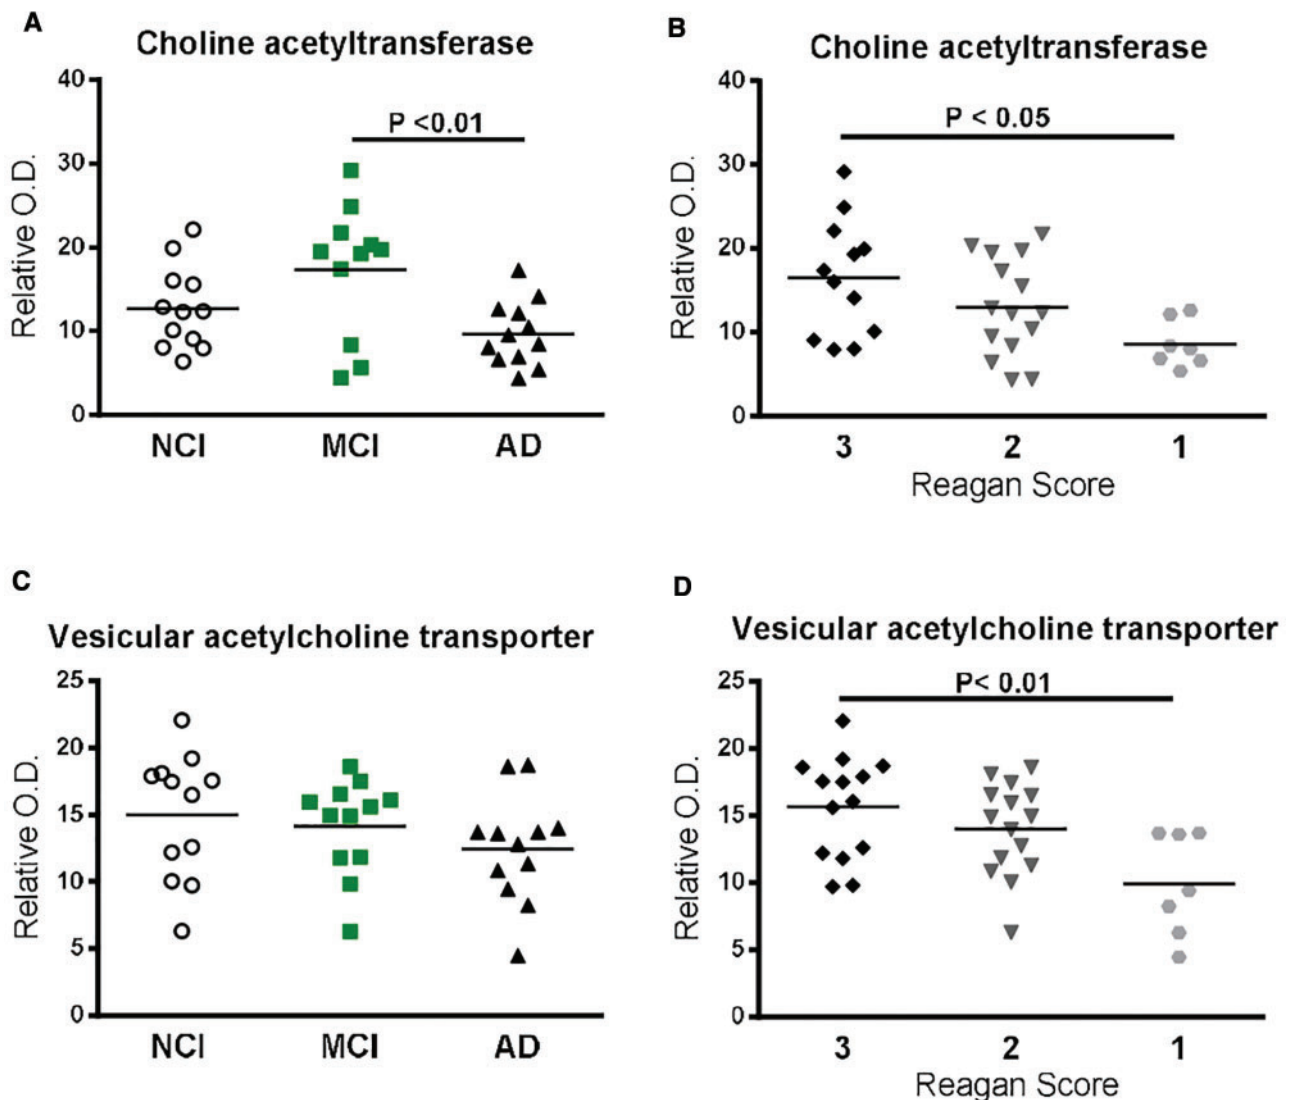 A
Choline acetyltransferase
40
30
20
10
0
Relative O.D.
P <0.01
NCI MCI AD
B
Choline acetyltransferase
40
30
20
10
0
Relative O.D.
P < 0.05
3 2 1
Reagan Score
C
Vesicular acetylcholine transporter
25
20
15
10
5
0
Relative O.D.
NCI MCI AD
D
Vesicular acetylcholine transporter
25
20
15
10
5
0
Relative O.D.
P< 0.01
3 2 1
Reagan Score